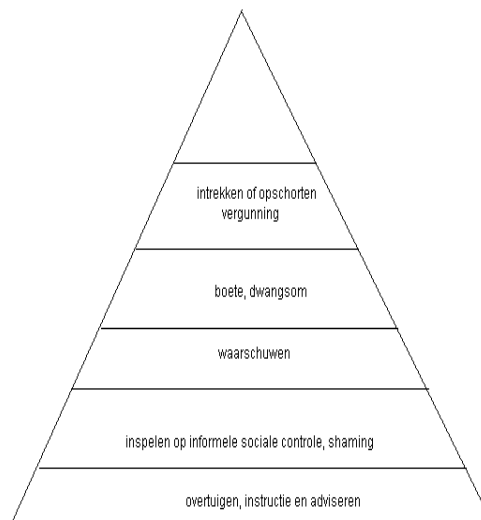 intrekken of opschorten
vergunning
boete, dwangsom
waarschuwen
inspelen op informele sociale controle, shaming
overtuigen, instructie en adviseren